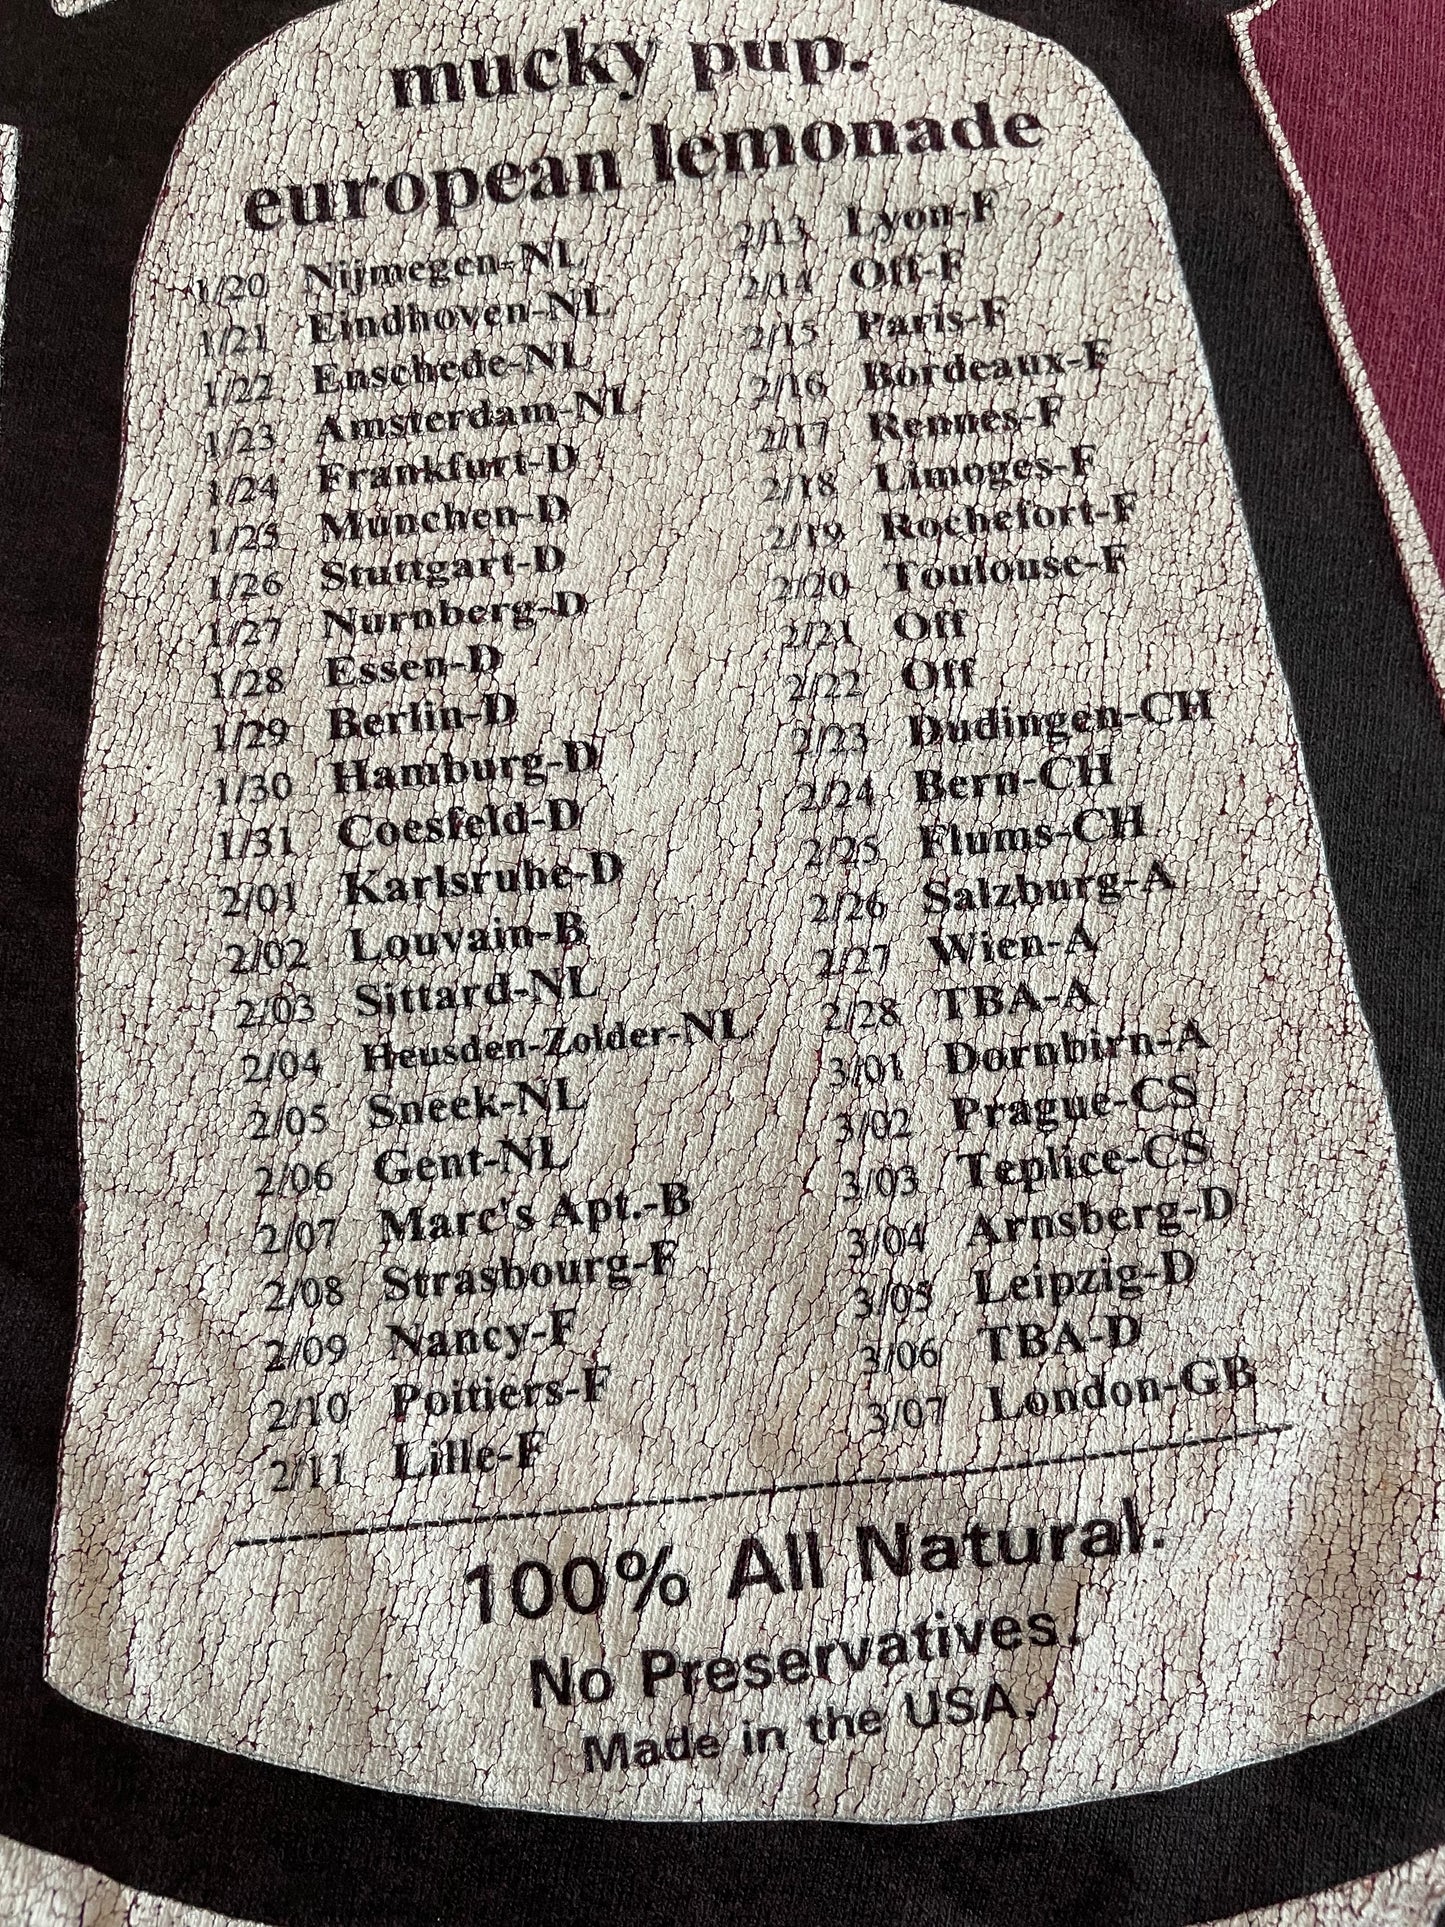 mucky pup.
european lemonade
1/20 Nijmegen-NL
1/21 Eindhoven-NL
1/22 Enschede-NL
1/23 Amsterdam-NL
1/24 Frankfurt-D
1/25 Munchen-D
1/26 Stuttgart-D
1/27 Nurnberg-D
1/28 Essen-D
1/29 Berlin-D
1/30 Hamburg-D
1/31 Coesfeld-D
2/01 Karlsruhe-D
2/02 Louvain-B
2/03 Sittard-NL
2/04 Heusden-Zolder-NL
2/05 Sneek-NL
2/06 Gent-NL
2/07 Marc's Apt.-B
2/08 Strasbourg-F
2/09 Nancy-F
2/10 Poitiers-F
2/11 Lille-F
2/13 Lyon-F
2/14 Off-F
2/15 Paris-F
2/16 Bordeaux-F
2/17 Rennes-F
2/18 Limoges-F
2/19 Rochefort-F
2/20 Toulouse-F
2/21 Off
2/22 Off
2/23 Dudingen-CH
2/24 Bern-CH
2/25 Flums-CH
2/26 Salzburg-A
2/27 Wien-A
2/28 TBA-A
3/01 Dornbirn-A
3/02 Prague-CS
3/03 Teplice-CS
3/04 Arnsberg-D
3/05 Leipzig-D
3/06 TBA-D
3/07 London-GB
100% All Natural.
No Preservatives.
Made in the USA.